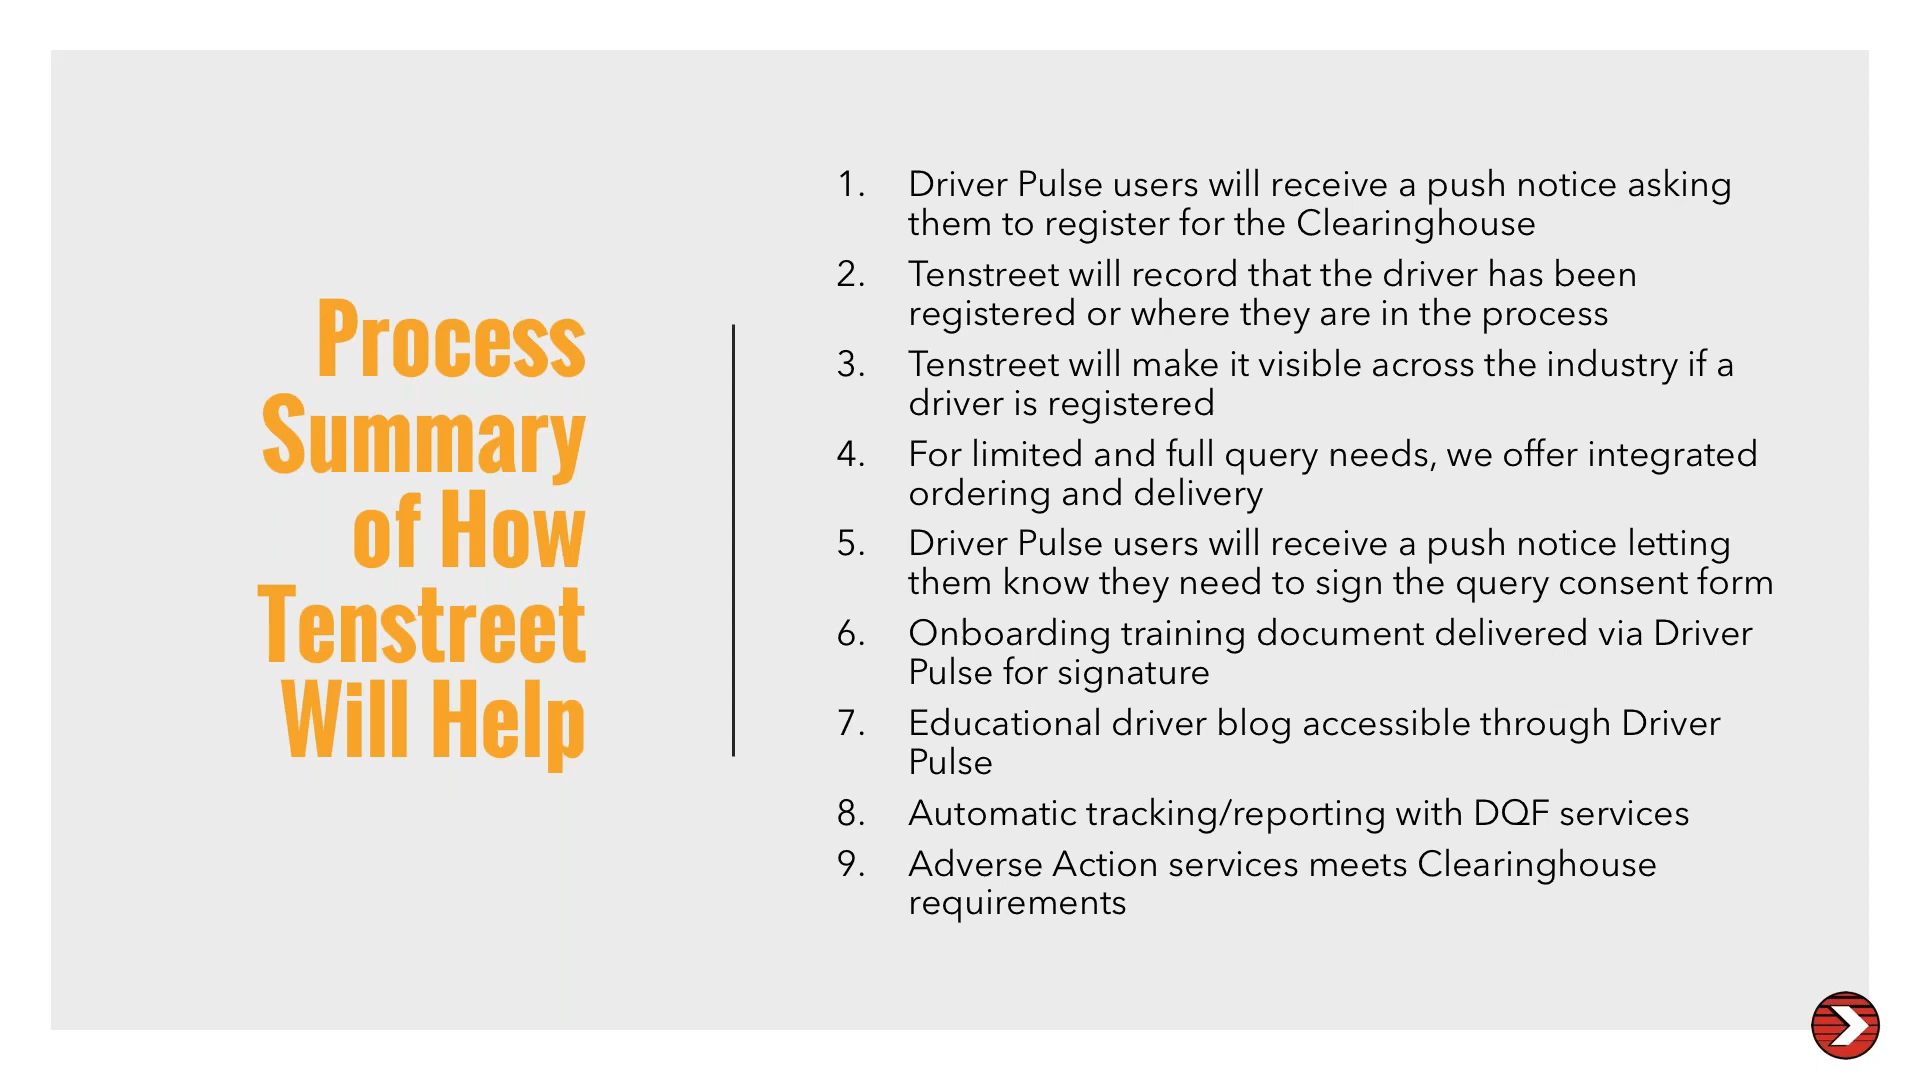 Process
Summary
of How
Tenstreet
Will Help
1. Driver Pulse users will receive a push notice asking
them to register for the Clearinghouse
2. Tenstreet will record that the driver has been
registered or where they are in the process
3. Tenstreet will make it visible across the industry if a
driver is registered
4. For limited and full query needs, we offer integrated
ordering and delivery
5. Driver Pulse users will receive a push notice letting
them know they need to sign the query consent form
6. Onboarding training document delivered via Driver
Pulse for signature
7. Educational driver blog accessible through Driver
Pulse
8. Automatic tracking/reporting with DQF services
9. Adverse Action services meets Clearinghouse
requirements